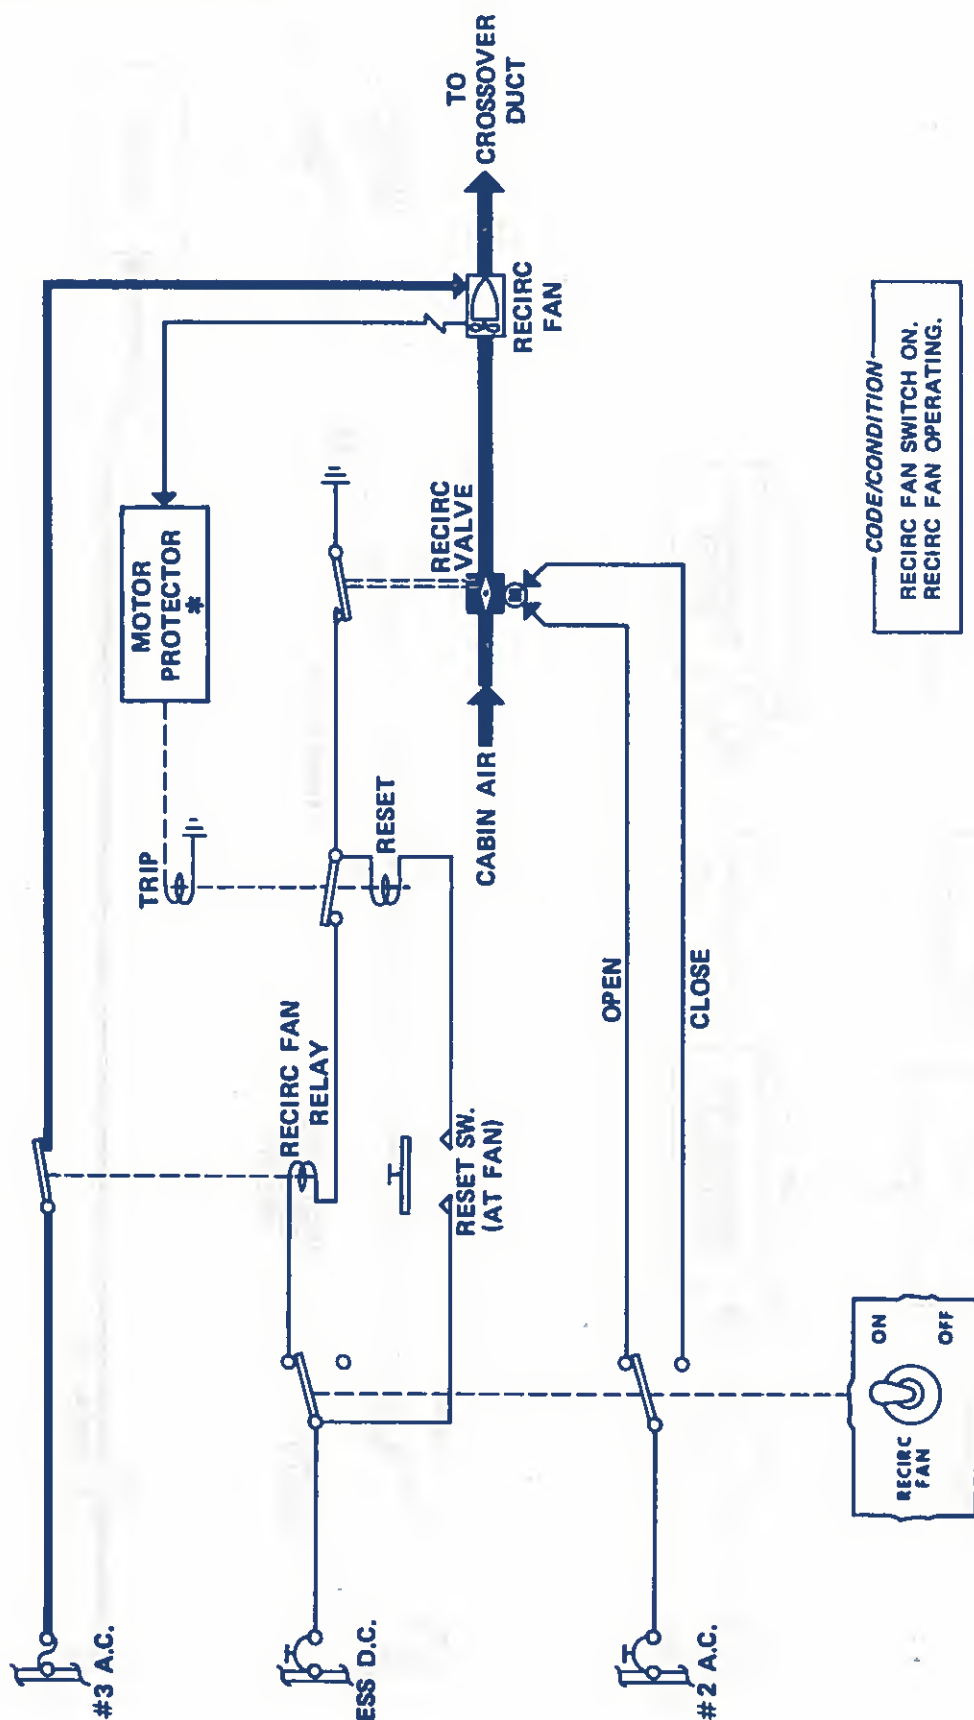 #3 A.C.
ESS D.C.
#2 A.C.
MOTOR
PROTECTOR
*
TRIP
RESET
RECIRC FAN
RELAY
RESET SW.
(AT FAN)
RECIRC
VALVE
CABIN AIR
RECIRC
FAN
TO
CROSSOVER
DUCT
OPEN
CLOSE
M
RECIRC
FAN
ON
OFF
CODE/CONDITION
RECIRC FAN SWITCH ON.
RECIRC FAN OPERATING.